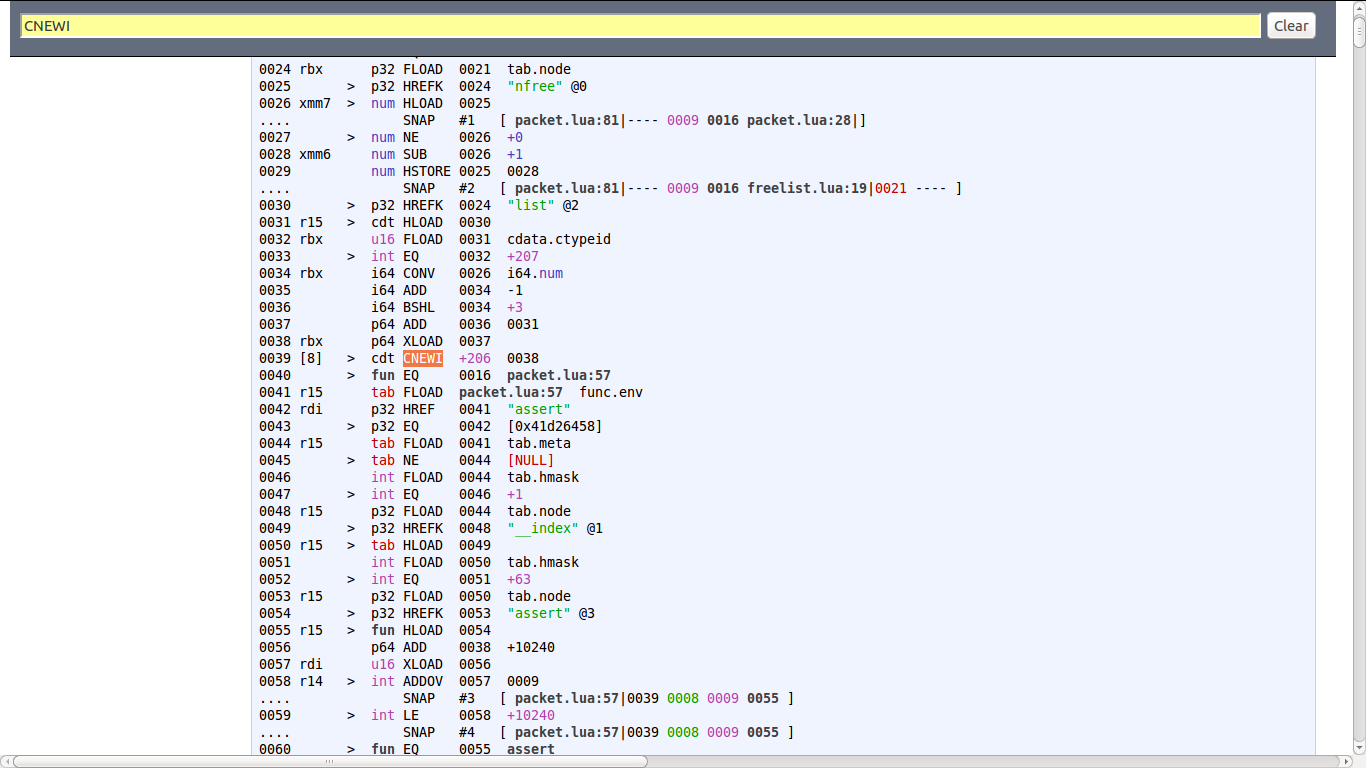 CNEWI Clear
0024 rbx p32 FLOAD 0021 tab.node
0025 > p32 HREFK 0024 "nfree" @0
0026 xmm7 > num HLOAD 0025
.... SNAP #1 [ packet.lua:81|---- 0009 0016 packet.lua:28|]
0027 > num NE 0026 +0
0028 xmm6 num SUB 0026 +1
0029 num HSTORE 0025 0028
.... SNAP #2 [ packet.lua:81|---- 0009 0016 freelist.lua:19|0021 ---- ]
0030 > p32 HREFK 0024 "list" @2
0031 r15 > cdt HLOAD 0030
0032 rbx u16 FLOAD 0031 cdata.ctypeid
0033 > int EQ 0032 +207
0034 rbx i64 CONV 0026 i64.num
0035 i64 ADD 0034 -1
0036 i64 BSHL 0034 +3
0037 p64 ADD 0036 0031
0038 rbx p64 XLOAD 0037
0039 [8] > cdt CNEWI +206 0038
0040 > fun EQ 0016 packet.lua:57
0041 r15 tab FLOAD packet.lua:57 func.env
0042 rdi p32 HREF 0041 "assert"
0043 > p32 EQ 0042 [0x41d26458]
0044 r15 tab FLOAD 0041 tab.meta
0045 > tab NE 0044 [NULL]
0046 int FLOAD 0044 tab.hmask
0047 > int EQ 0046 +1
0048 r15 p32 FLOAD 0044 tab.node
0049 > p32 HREFK 0048 "__index" @1
0050 r15 > tab HLOAD 0049
0051 int FLOAD 0050 tab.hmask
0052 > int EQ 0051 +63
0053 r15 p32 FLOAD 0050 tab.node
0054 > p32 HREFK 0053 "assert" @3
0055 r15 > fun HLOAD 0054
0056 p64 ADD 0038 +10240
0057 rdi u16 XLOAD 0056
0058 r14 > int ADDOV 0057 0009
.... SNAP #3 [ packet.lua:57|0039 0008 0009 0055 ]
0059 > int LE 0058 +10240
.... SNAP #4 [ packet.lua:57|0039 0008 0009 0055 ]
0060 > fun EQ 0055 assert